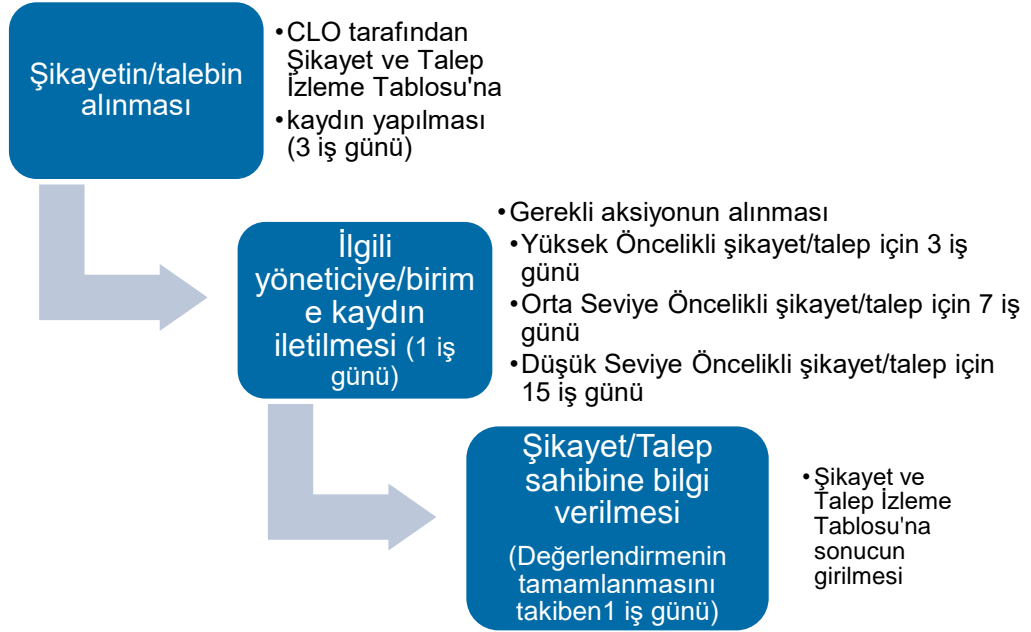 Şikayetin/talebin
alınması
•CLO tarafından
Şikayet ve Talep
İzleme Tablosu'na
•kaydın yapılması
(3 iş günü)
İlgili
yöneticiye/birim
e kaydın
iletilmesi (1 iş
günü)
•Gerekli aksiyonun alınması
•Yüksek Öncelikli şikayet/talep için 3 iş
günü
•Orta Seviye Öncelikli şikayet/talep için 7 iş
günü
•Düşük Seviye Öncelikli şikayet/talep için
15 iş günü
Şikayet/Talep
sahibine bilgi
verilmesi
(Değerlendirmenin
tamamlanmasını
takiben1 iş günü)
•Şikayet ve
Talep İzleme
Tablosu'na
sonucun
girilmesi